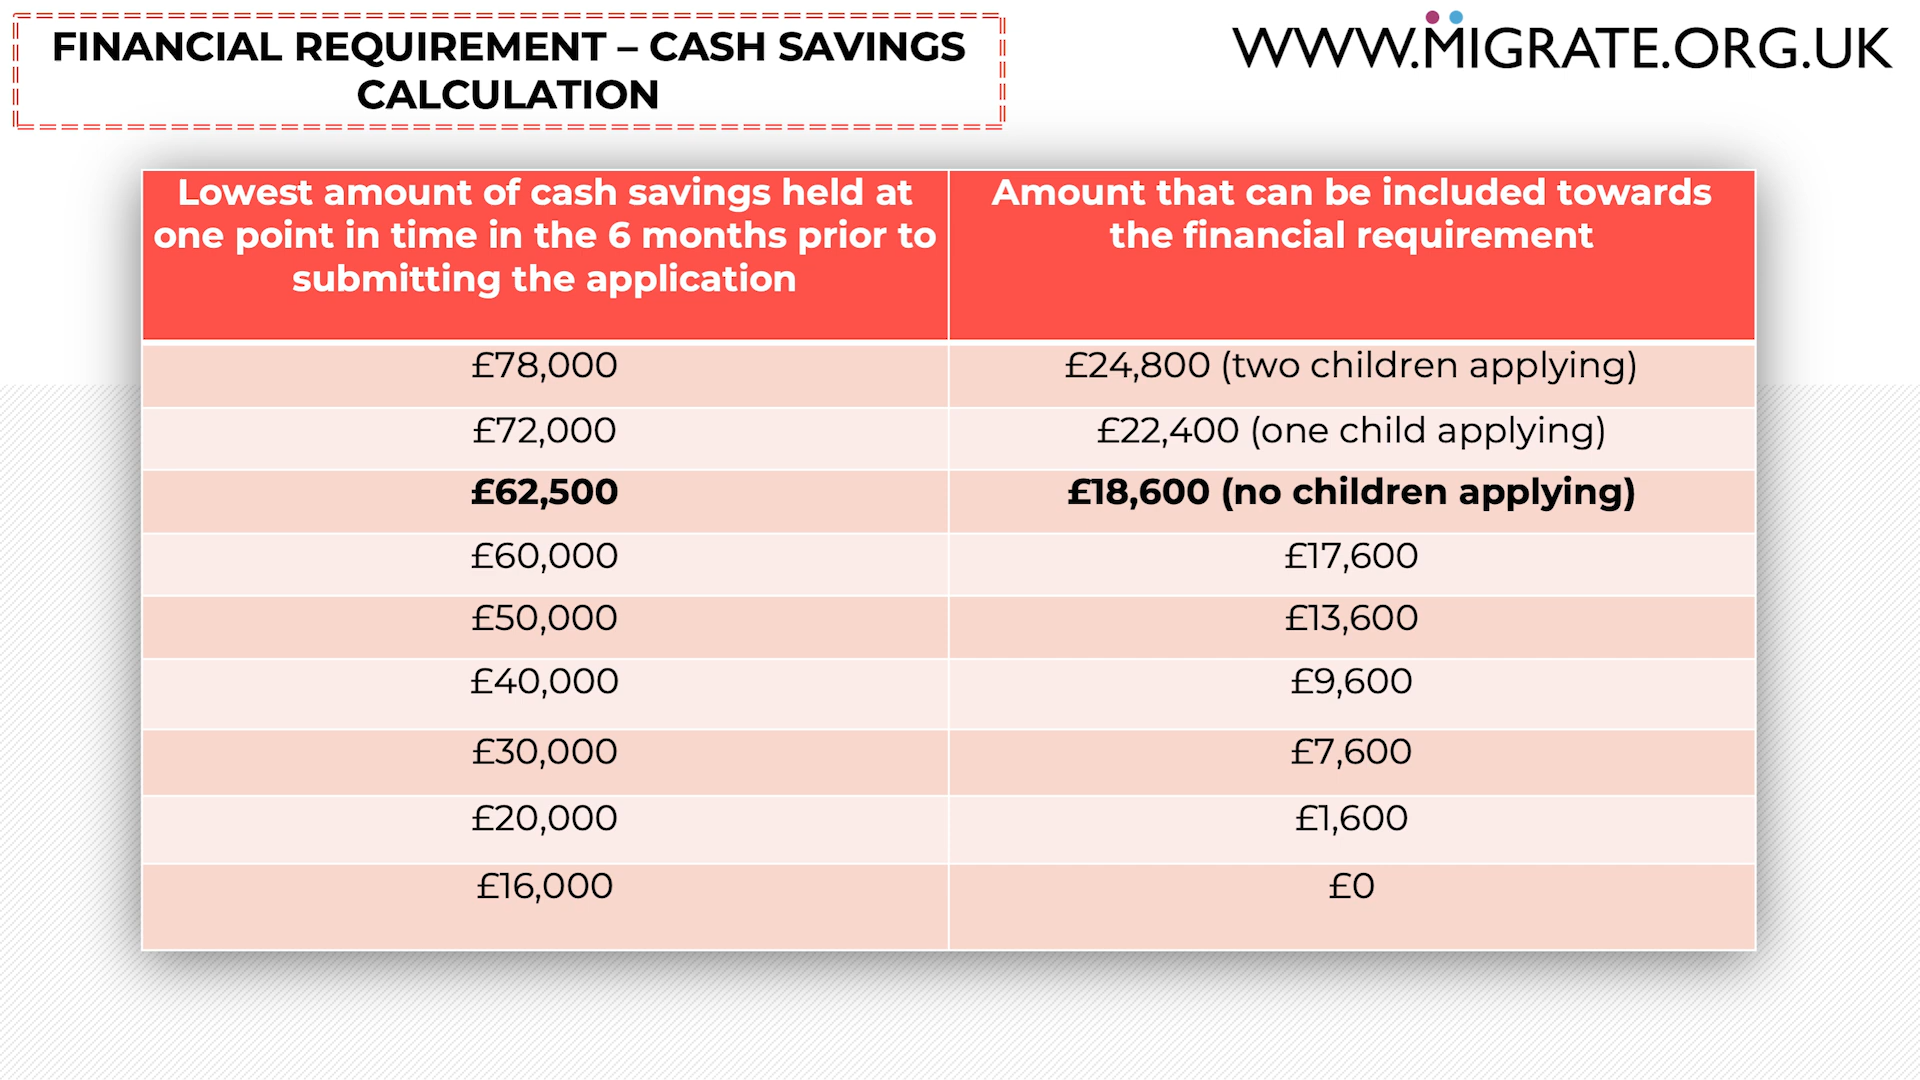 FINANCIAL REQUIREMENT – CASH SAVINGS
CALCULATION
WWW.MIGRATE.ORG.UK
Lowest amount of cash savings held at
one point in time in the 6 months prior to
submitting the application
Amount that can be included towards
the financial requirement
£78,000
£24,800 (two children applying)
£72,000
£22,400 (one child applying)
£62,500
£18,600 (no children applying)
£60,000
£17,600
£50,000
£13,600
£40,000
£9,600
£30,000
£7,600
£20,000
£1,600
£16,000
£0